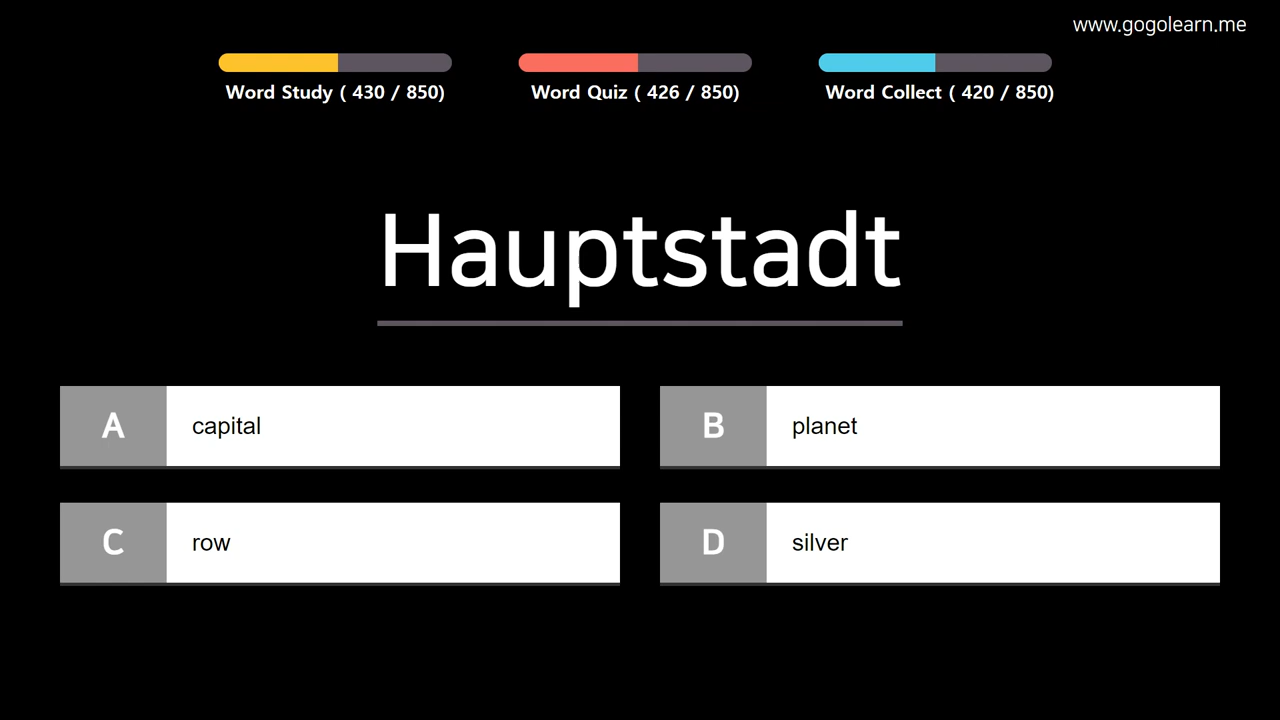 www.gogolearn.me
Word Study ( 430 / 850)
Word Quiz ( 426 / 850)
Word Collect ( 420 / 850)
Hauptstadt
A capital
B planet
C row
D silver